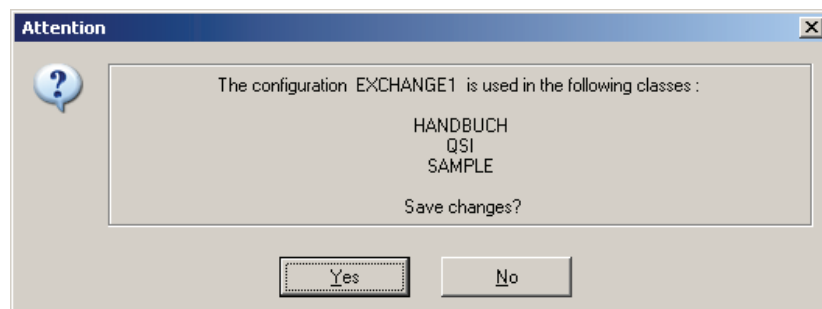 Attention
The configuration EXCHANGE1 is used in the following classes :
HANDBUCH
QSI
SAMPLE
Save changes?
Yes
No